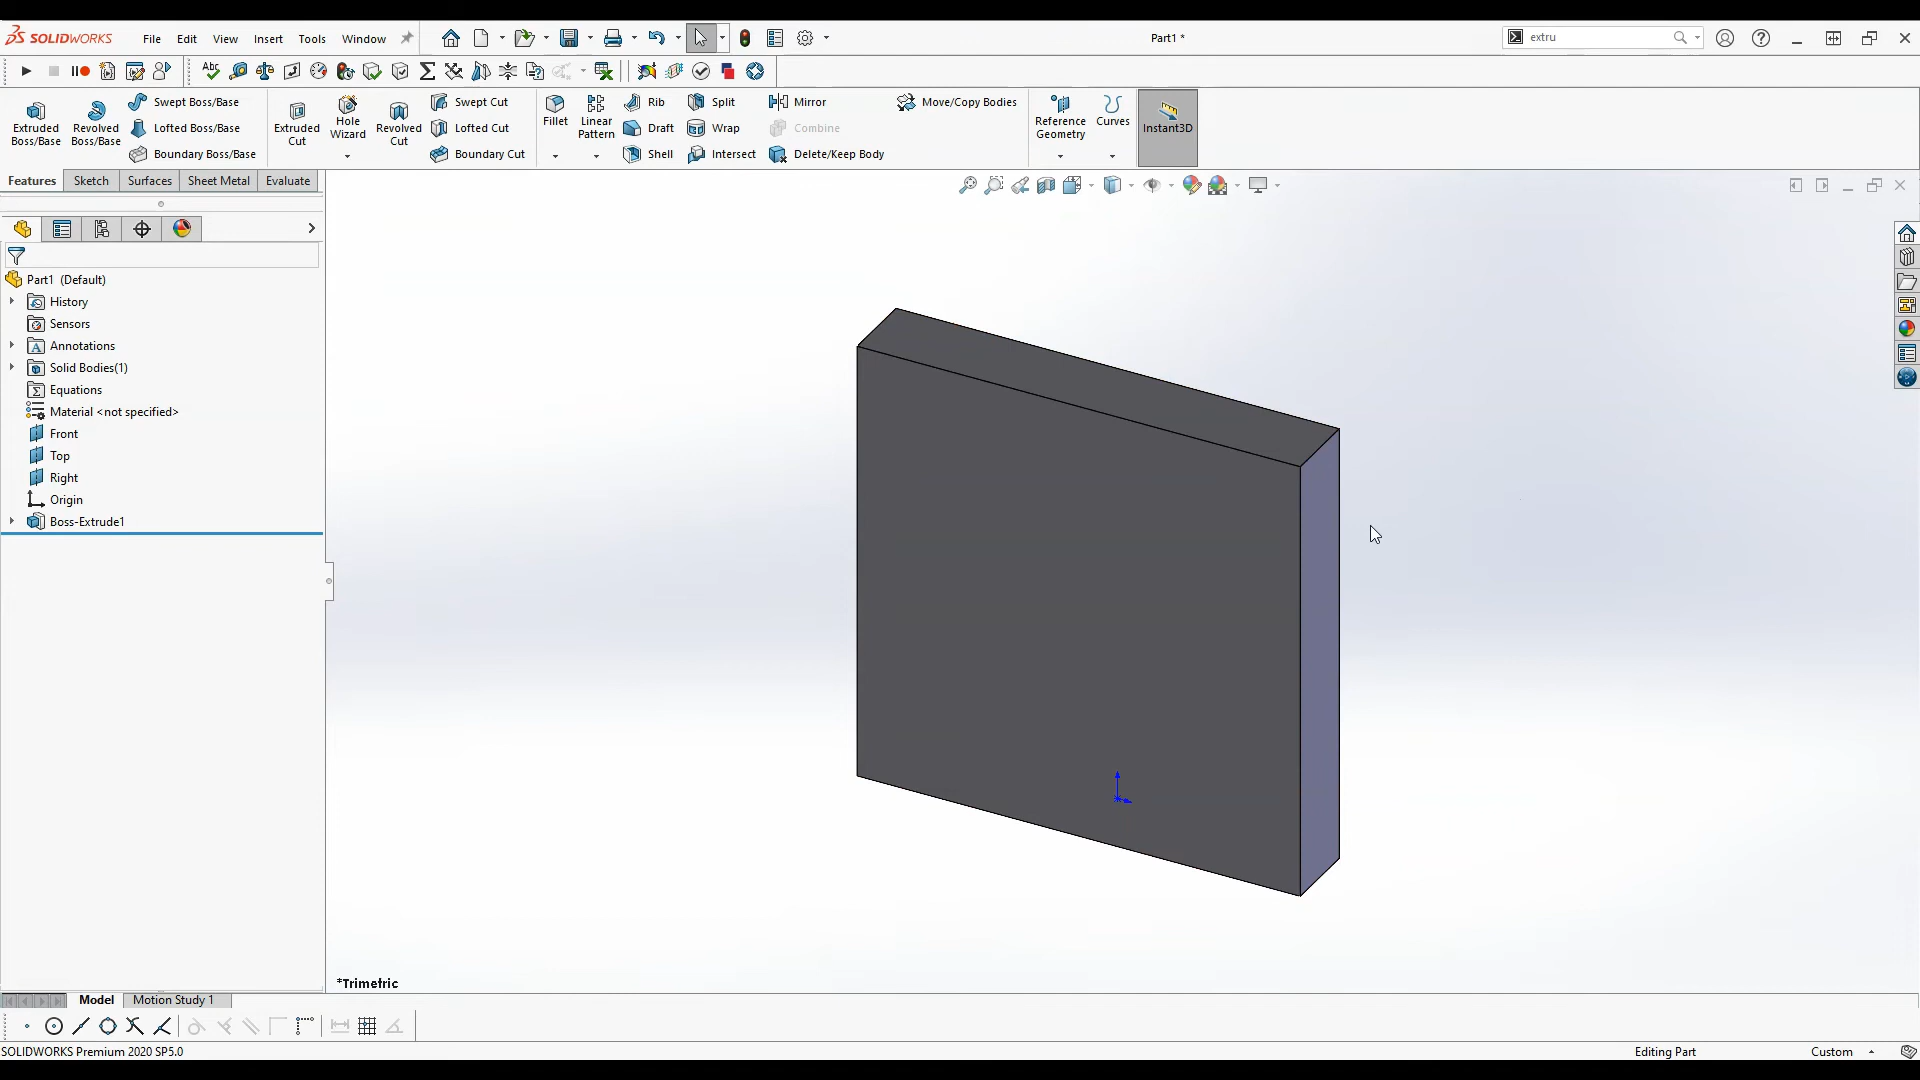 SOLIDWORKS File Edit View Insert Tools Window Part1 * extru
Extruded Boss/Base
Revolved Boss/Base
Swept Boss/Base
Lofted Boss/Base
Boundary Boss/Base
Extruded Cut
Hole Wizard
Revolved Cut
Swept Cut
Lofted Cut
Boundary Cut
Fillet
Linear Pattern
Rib
Draft
Shell
Split
Wrap
Intersect
Mirror
Combine
Delete/Keep Body
Move/Copy Bodies
Reference Geometry
Curves
Instant3D
Features Sketch Surfaces Sheet Metal Evaluate
Part1 (Default)
History
Sensors
Annotations
Solid Bodies(1)
Equations
Material <not specified>
Front
Top
Right
Origin
Boss-Extrude1
*Trimetric
Model Motion Study 1
SOLIDWORKS Premium 2020 SP5.0 Editing Part Custom